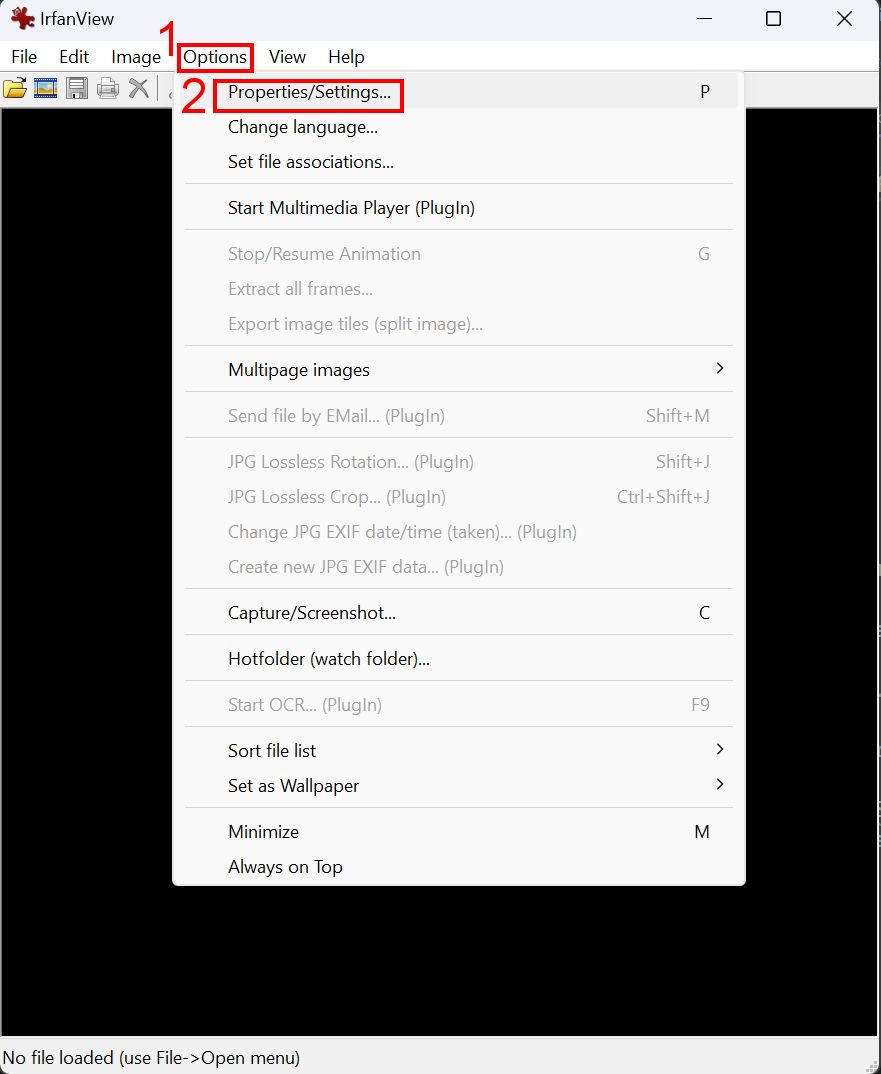 IrfanView
1
File Edit Image Options View Help
2 Properties/Settings... P
Change language...
Set file associations...
Start Multimedia Player (PlugIn)
Stop/Resume Animation G
Extract all frames...
Export image tiles (split image)...
Multipage images
Send file by EMail... (PlugIn) Shift+M
JPG Lossless Rotation... (PlugIn) Shift+J
JPG Lossless Crop... (PlugIn) Ctrl+Shift+J
Change JPG EXIF date/time (taken)... (PlugIn)
Create new JPG EXIF data... (PlugIn)
Capture/Screenshot... C
Hotfolder (watch folder)...
Start OCR... (PlugIn) F9
Sort file list
Set as Wallpaper
Minimize M
Always on Top
No file loaded (use File->Open menu)